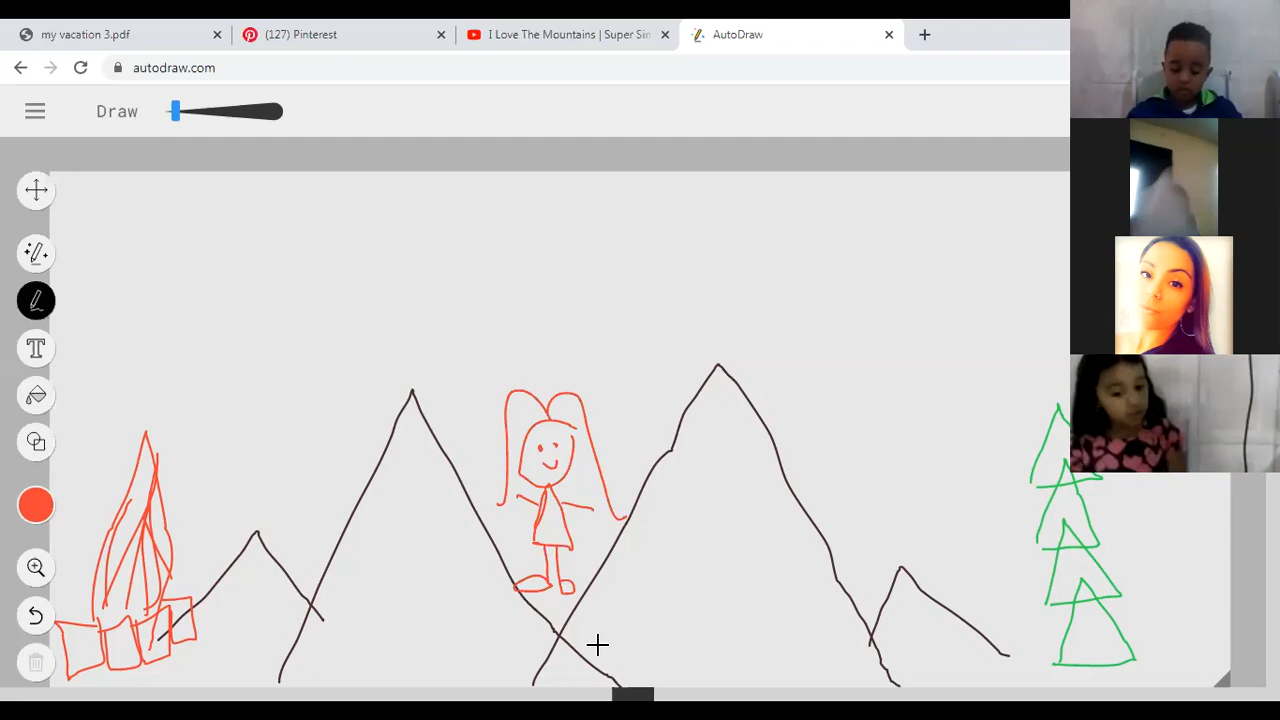 my vacation 3.pdf
(127) Pinterest
I Love The Mountains | Super Sin
AutoDraw
autodraw.com
Draw
T